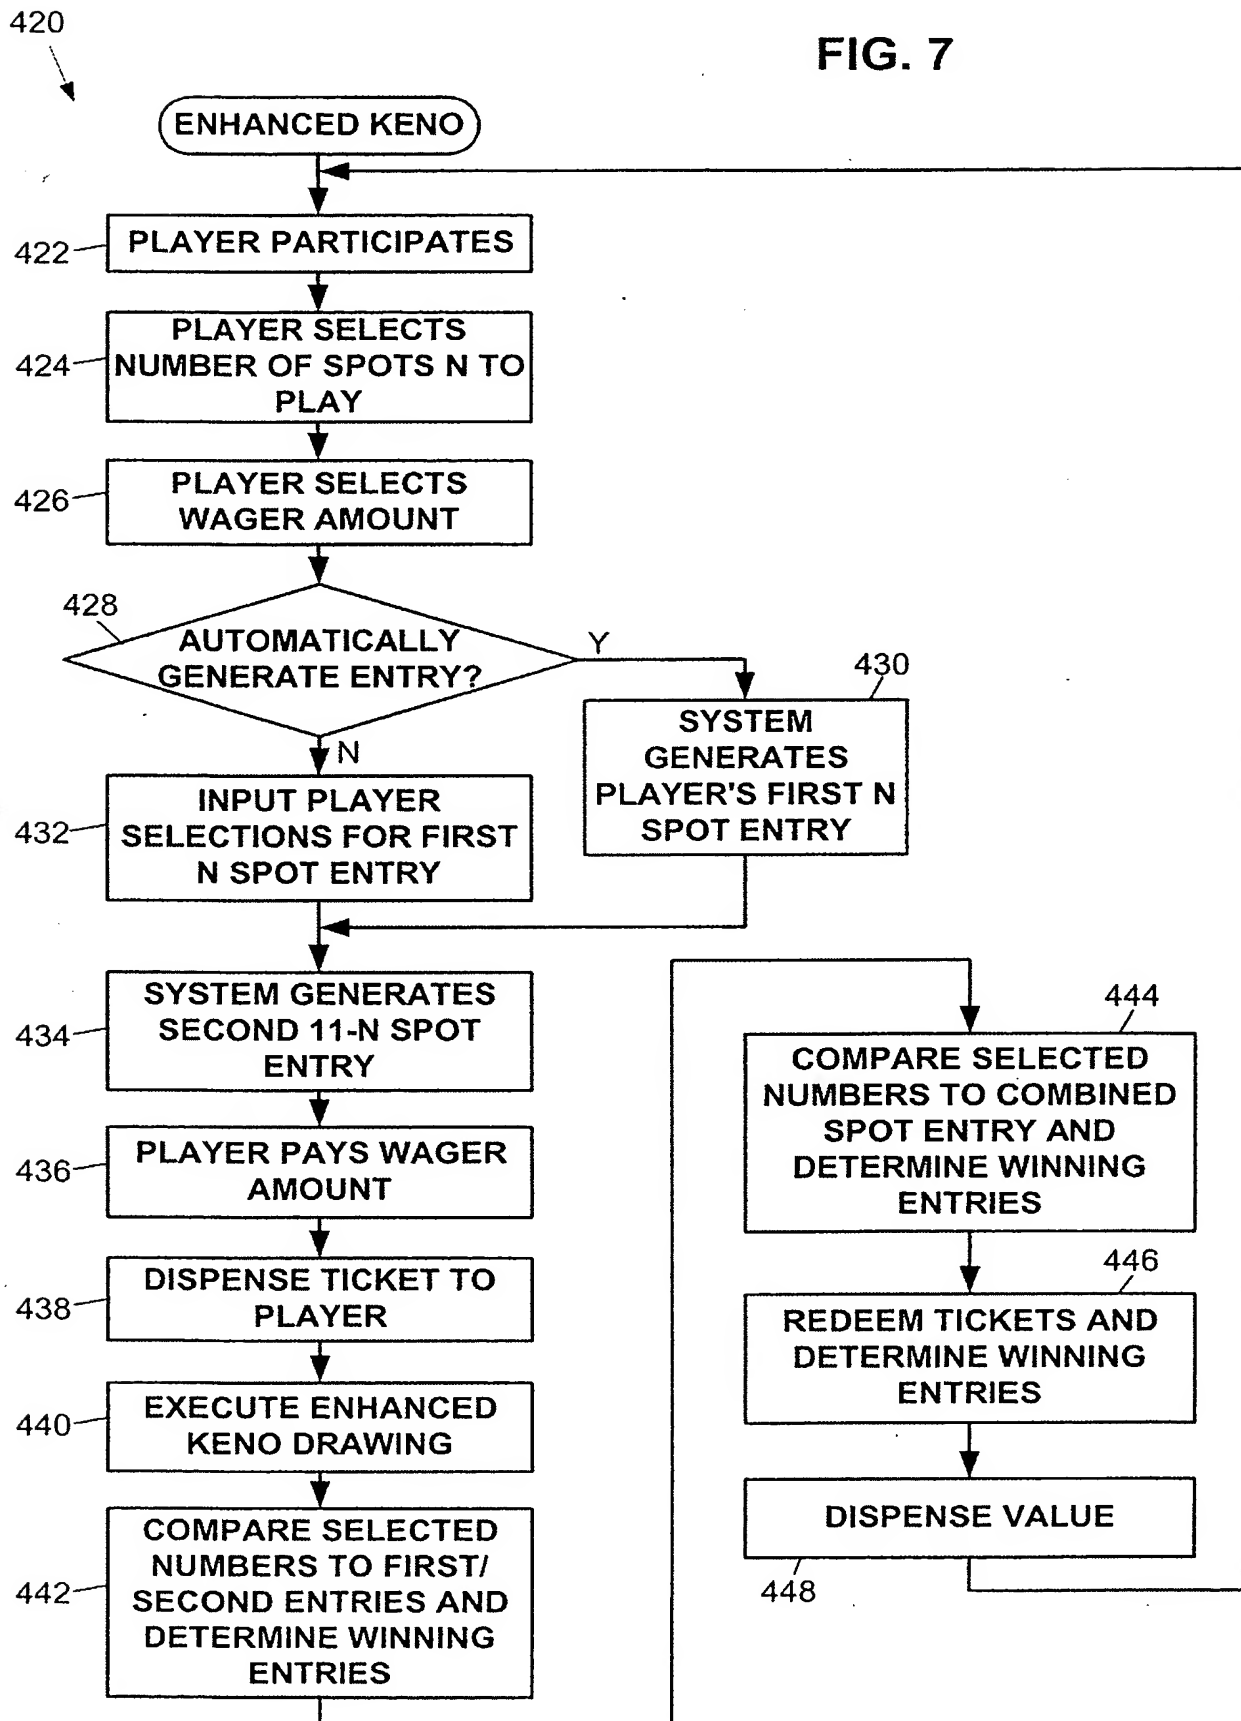 420
FIG. 7
ENHANCED KENO
422
PLAYER PARTICIPATES
424
PLAYER SELECTS
NUMBER OF SPOTS N TO
PLAY
426
PLAYER SELECTS
WAGER AMOUNT
428
AUTOMATICALLY
GENERATE ENTRY?
Y
N
430
SYSTEM
GENERATES
PLAYER'S FIRST N
SPOT ENTRY
432
INPUT PLAYER
SELECTIONS FOR FIRST
N SPOT ENTRY
434
SYSTEM GENERATES
SECOND 11-N SPOT
ENTRY
436
PLAYER PAYS WAGER
AMOUNT
438
DISPENSE TICKET TO
PLAYER
440
EXECUTE ENHANCED
KENO DRAWING
442
COMPARE SELECTED
NUMBERS TO FIRST/
SECOND ENTRIES AND
DETERMINE WINNING
ENTRIES
444
COMPARE SELECTED
NUMBERS TO COMBINED
SPOT ENTRY AND
DETERMINE WINNING
ENTRIES
446
REDEEM TICKETS AND
DETERMINE WINNING
ENTRIES
DISPENSE VALUE
448